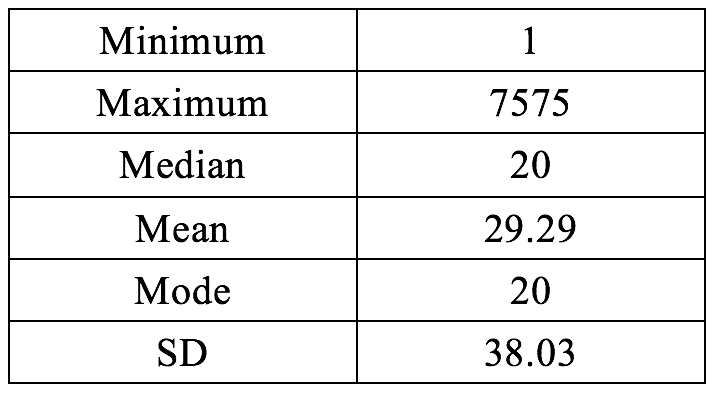 Minimum 1
Maximum 7575
Median 20
Mean 29.29
Mode 20
SD 38.03